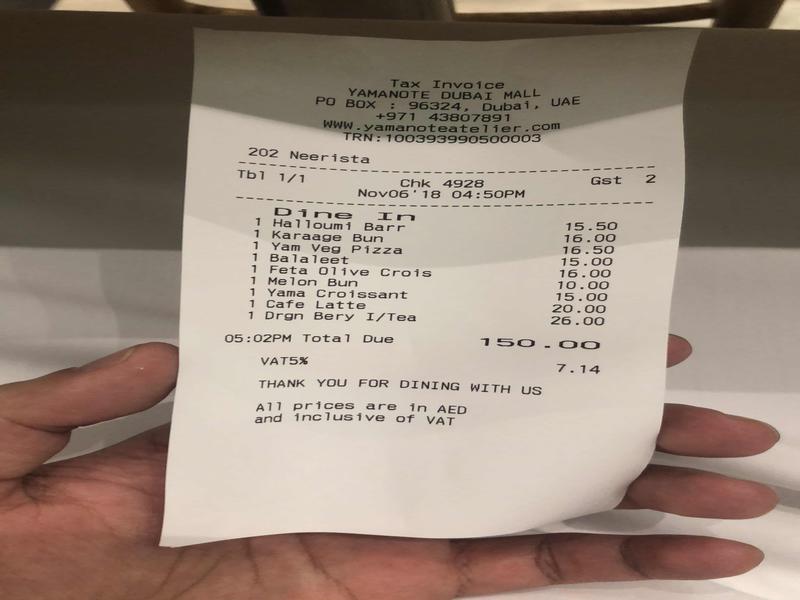 Tax Invoice
YAMANOTE DUBAI MALL
PO BOX : 96324, Dubai, UAE
+971 43807891
www.yamanoteatelier.com
TRN:100393990500003
202 Neerista
Tbl 1/1 Chk 4928 Gst 2
Nov06'18 04:50PM
Dine In
1 Halloumi Barr 15.50
1 Karaage Bun 16.00
1 Yam Veg Pizza 16.50
1 Balaleet 15.00
1 Feta Olive Crois 16.00
1 Melon Bun 10.00
1 Yama Croissant 15.00
1 Cafe Latte 20.00
1 Drgn Bery I/Tea 26.00
05:02PM Total Due 150.00
VAT5% 7.14
THANK YOU FOR DINING WITH US
All prices are in AED
and inclusive of VAT